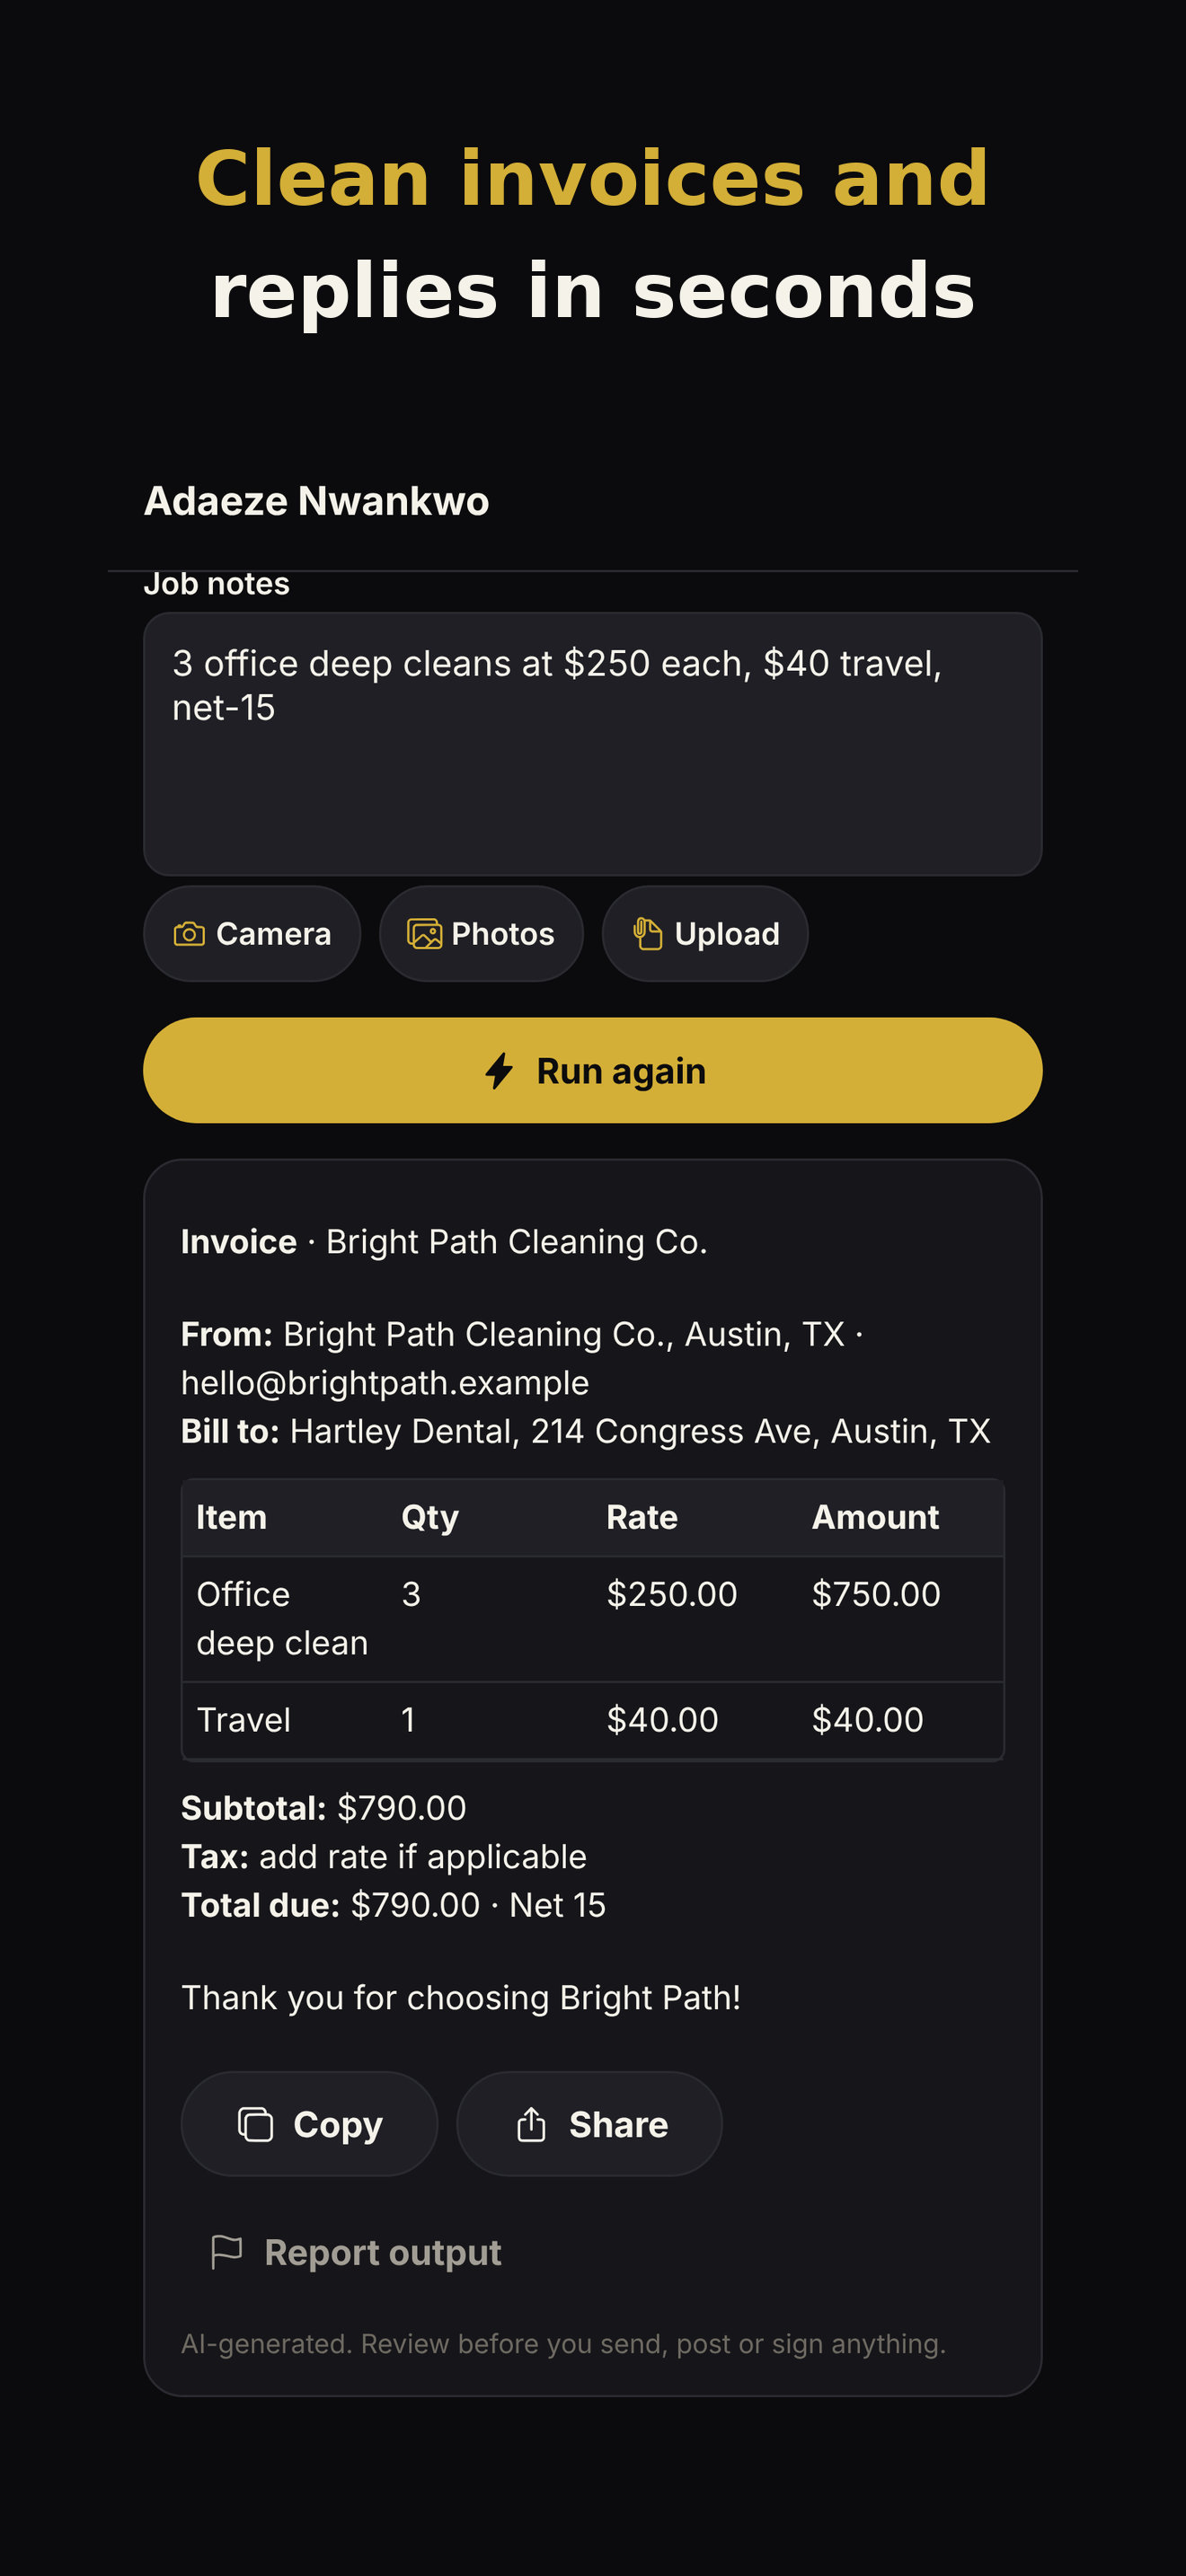 Clean invoices and
replies in seconds
Adaeze Nwankwo
Job notes
3 office deep cleans at $250 each, $40 travel,
net-15
Camera Photos Upload
Run again
Invoice · Bright Path Cleaning Co.
From: Bright Path Cleaning Co., Austin, TX ·
hello@brightpath.example
Bill to: Hartley Dental, 214 Congress Ave, Austin, TX
Item Qty Rate Amount
Office 3 $250.00 $750.00
deep clean
Travel 1 $40.00 $40.00
Subtotal: $790.00
Tax: add rate if applicable
Total due: $790.00 · Net 15
Thank you for choosing Bright Path!
Copy Share
Report output
AI-generated. Review before you send, post or sign anything.